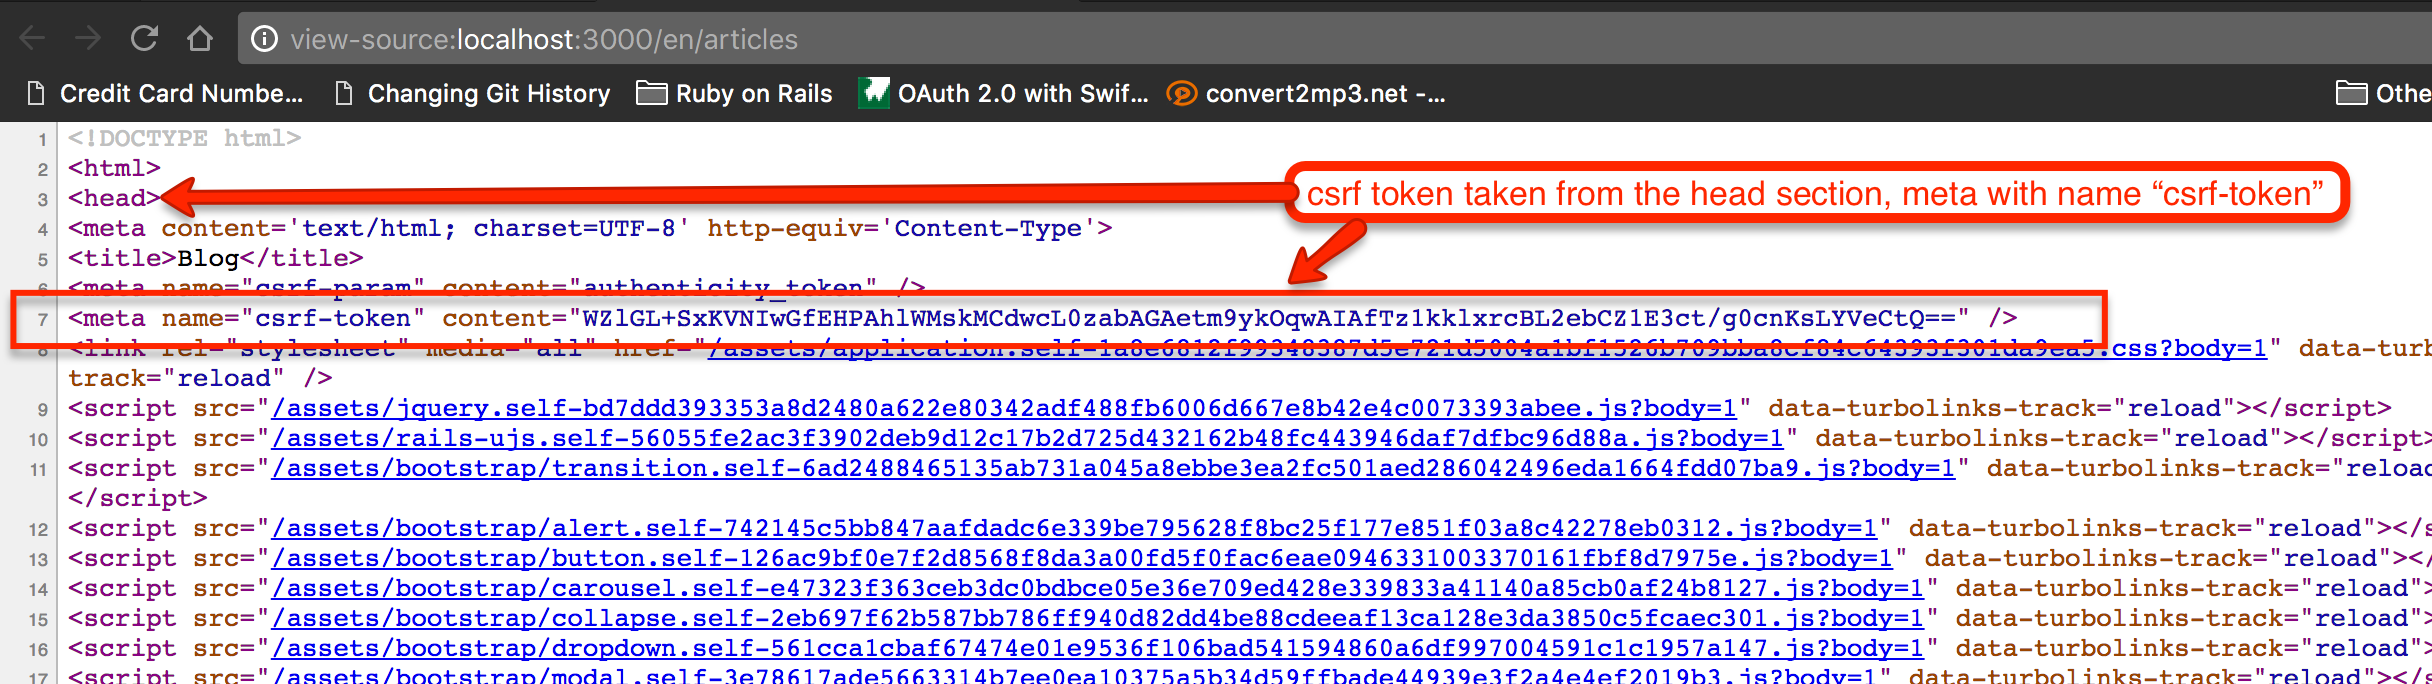 view-source:localhost:3000/en/articles
Credit Card Numbe... Changing Git History Ruby on Rails OAuth 2.0 with Swif... convert2mp3.net -... Othe
1 <!DOCTYPE html>
2 <html>
csrf token taken from the head section, meta with name “csrf-token”
3 <head>
4 <meta content='text/html; charset=UTF-8' http-equiv='Content-Type'>
5 <title>Blog</title>
6 <meta name="csrf-param" content="authenticity_token" />
7 <meta name="csrf-token" content="WZlGL+SxKVNIwGfEHPAhlWMskMCdwcL0zabAGAetm9ykOqwAIAfTz1kklxrcBL2ebCZ1E3ct/g0cnKsLYVeCtQ==" />
8 <link rel="stylesheet" media="all" href="/assets/application.self-1a8e6812f99348387d5e721d5004a1bf1526b709bba8cf84c64393f301da9ea5.css?body=1" data-turb
track="reload" />
9 <script src="/assets/jquery.self-bd7ddd393353a8d2480a622e80342adf488fb6006d667e8b42e4c0073393abee.js?body=1" data-turbolinks-track="reload"></script>
10 <script src="/assets/rails-ujs.self-56055fe2ac3f3902deb9d12c17b2d725d432162b48fc443946daf7dfbc96d88a.js?body=1" data-turbolinks-track="reload"></script>
11 <script src="/assets/bootstrap/transition.self-6ad2488465135ab731a045a8ebbe3ea2fc501aed286042496eda1664fdd07ba9.js?body=1" data-turbolinks-track="reload
</script>
12 <script src="/assets/bootstrap/alert.self-742145c5bb847aafdadc6e339be795628f8bc25f177e851f03a8c42278eb0312.js?body=1" data-turbolinks-track="reload"></s
13 <script src="/assets/bootstrap/button.self-126ac9bf0e7f2d8568f8da3a00fd5f0fac6eae0946331003370161fbf8d7975e.js?body=1" data-turbolinks-track="reload"></
14 <script src="/assets/bootstrap/carousel.self-e47323f363ceb3dc0bdbce05e36e709ed428e339833a41140a85cb0af24b8127.js?body=1" data-turbolinks-track="reload">
15 <script src="/assets/bootstrap/collapse.self-2eb697f62b587bb786ff940d82dd4be88cdeeaf13ca128e3da3850c5fcaec301.js?body=1" data-turbolinks-track="reload">
16 <script src="/assets/bootstrap/dropdown.self-561cca1cbaf67474e01e9536f106bad541594860a6df997004591c1c1957a147.js?body=1" data-turbolinks-track="reload">
17 <script src="/assets/bootstrap/modal.self-3e78617ade5663314b7ee0ea10375a5b34d59ffbade44939e3f2a4e4ef2019b3.js?body=1" data-turbolinks-track="reload"></s